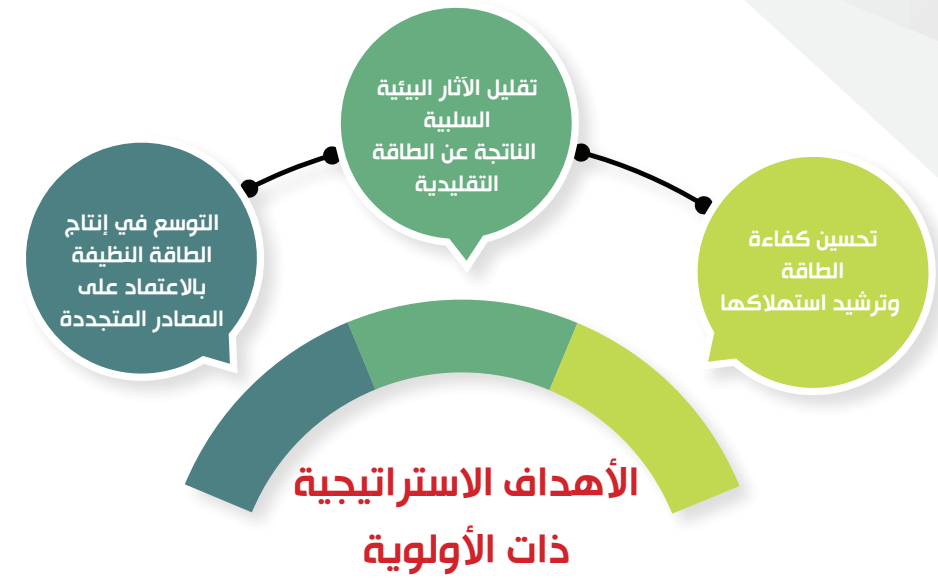 تحسين كفاءة
الطاقة
وترشيد استهلاكها
تقليل الآثار البيئية
السلبية
الناتجة عن الطاقة
التقليدية
التوسع في إنتاج
الطاقة النظيفة
بالاعتماد على
المصادر المتجددة
الأهداف الاستراتيجية
ذات الأولوية